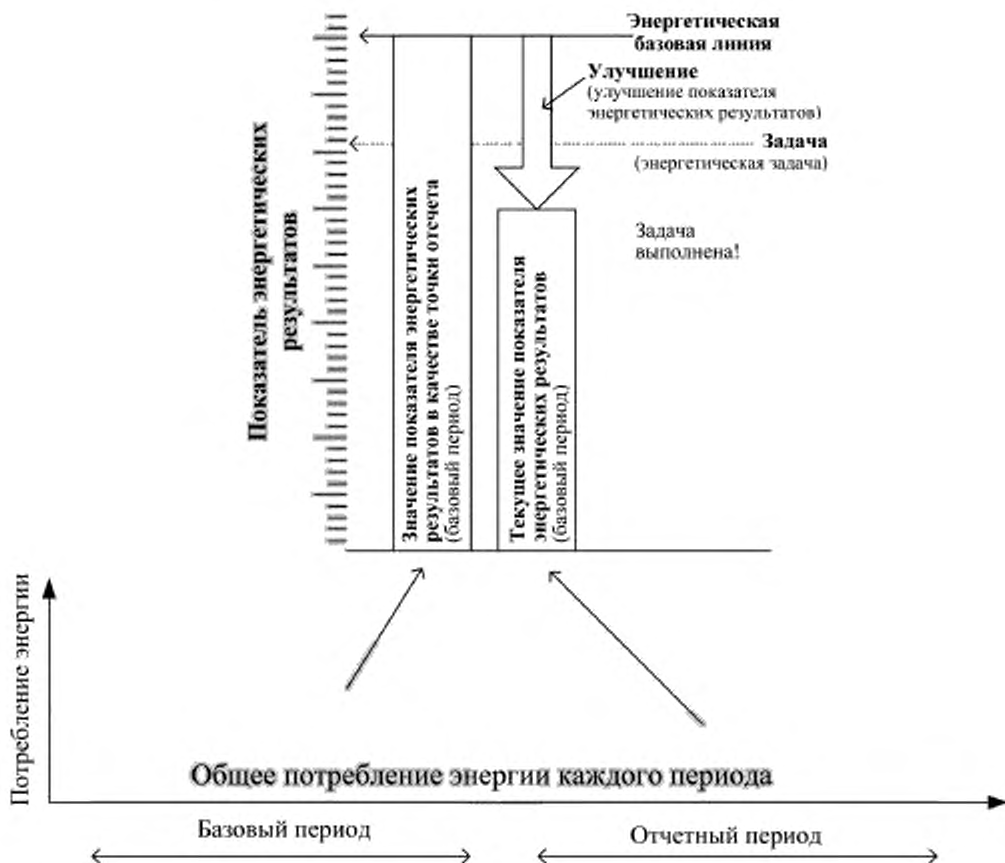 Энергетическая
базовая линия
Улучшение
(улучшение показателя
энергетических результатов)
Задача
(энергетическая задача)
Задача
выполнена!
Показатель энергетических
результатов
Значение показателя энергетических
результатов в качестве точки отсчета
(базовый период)
Текущее значение показателя
энергетических результатов
(базовый период)
Потребление энергии
Общее потребление энергии каждого периода
Базовый период
Отчетный период